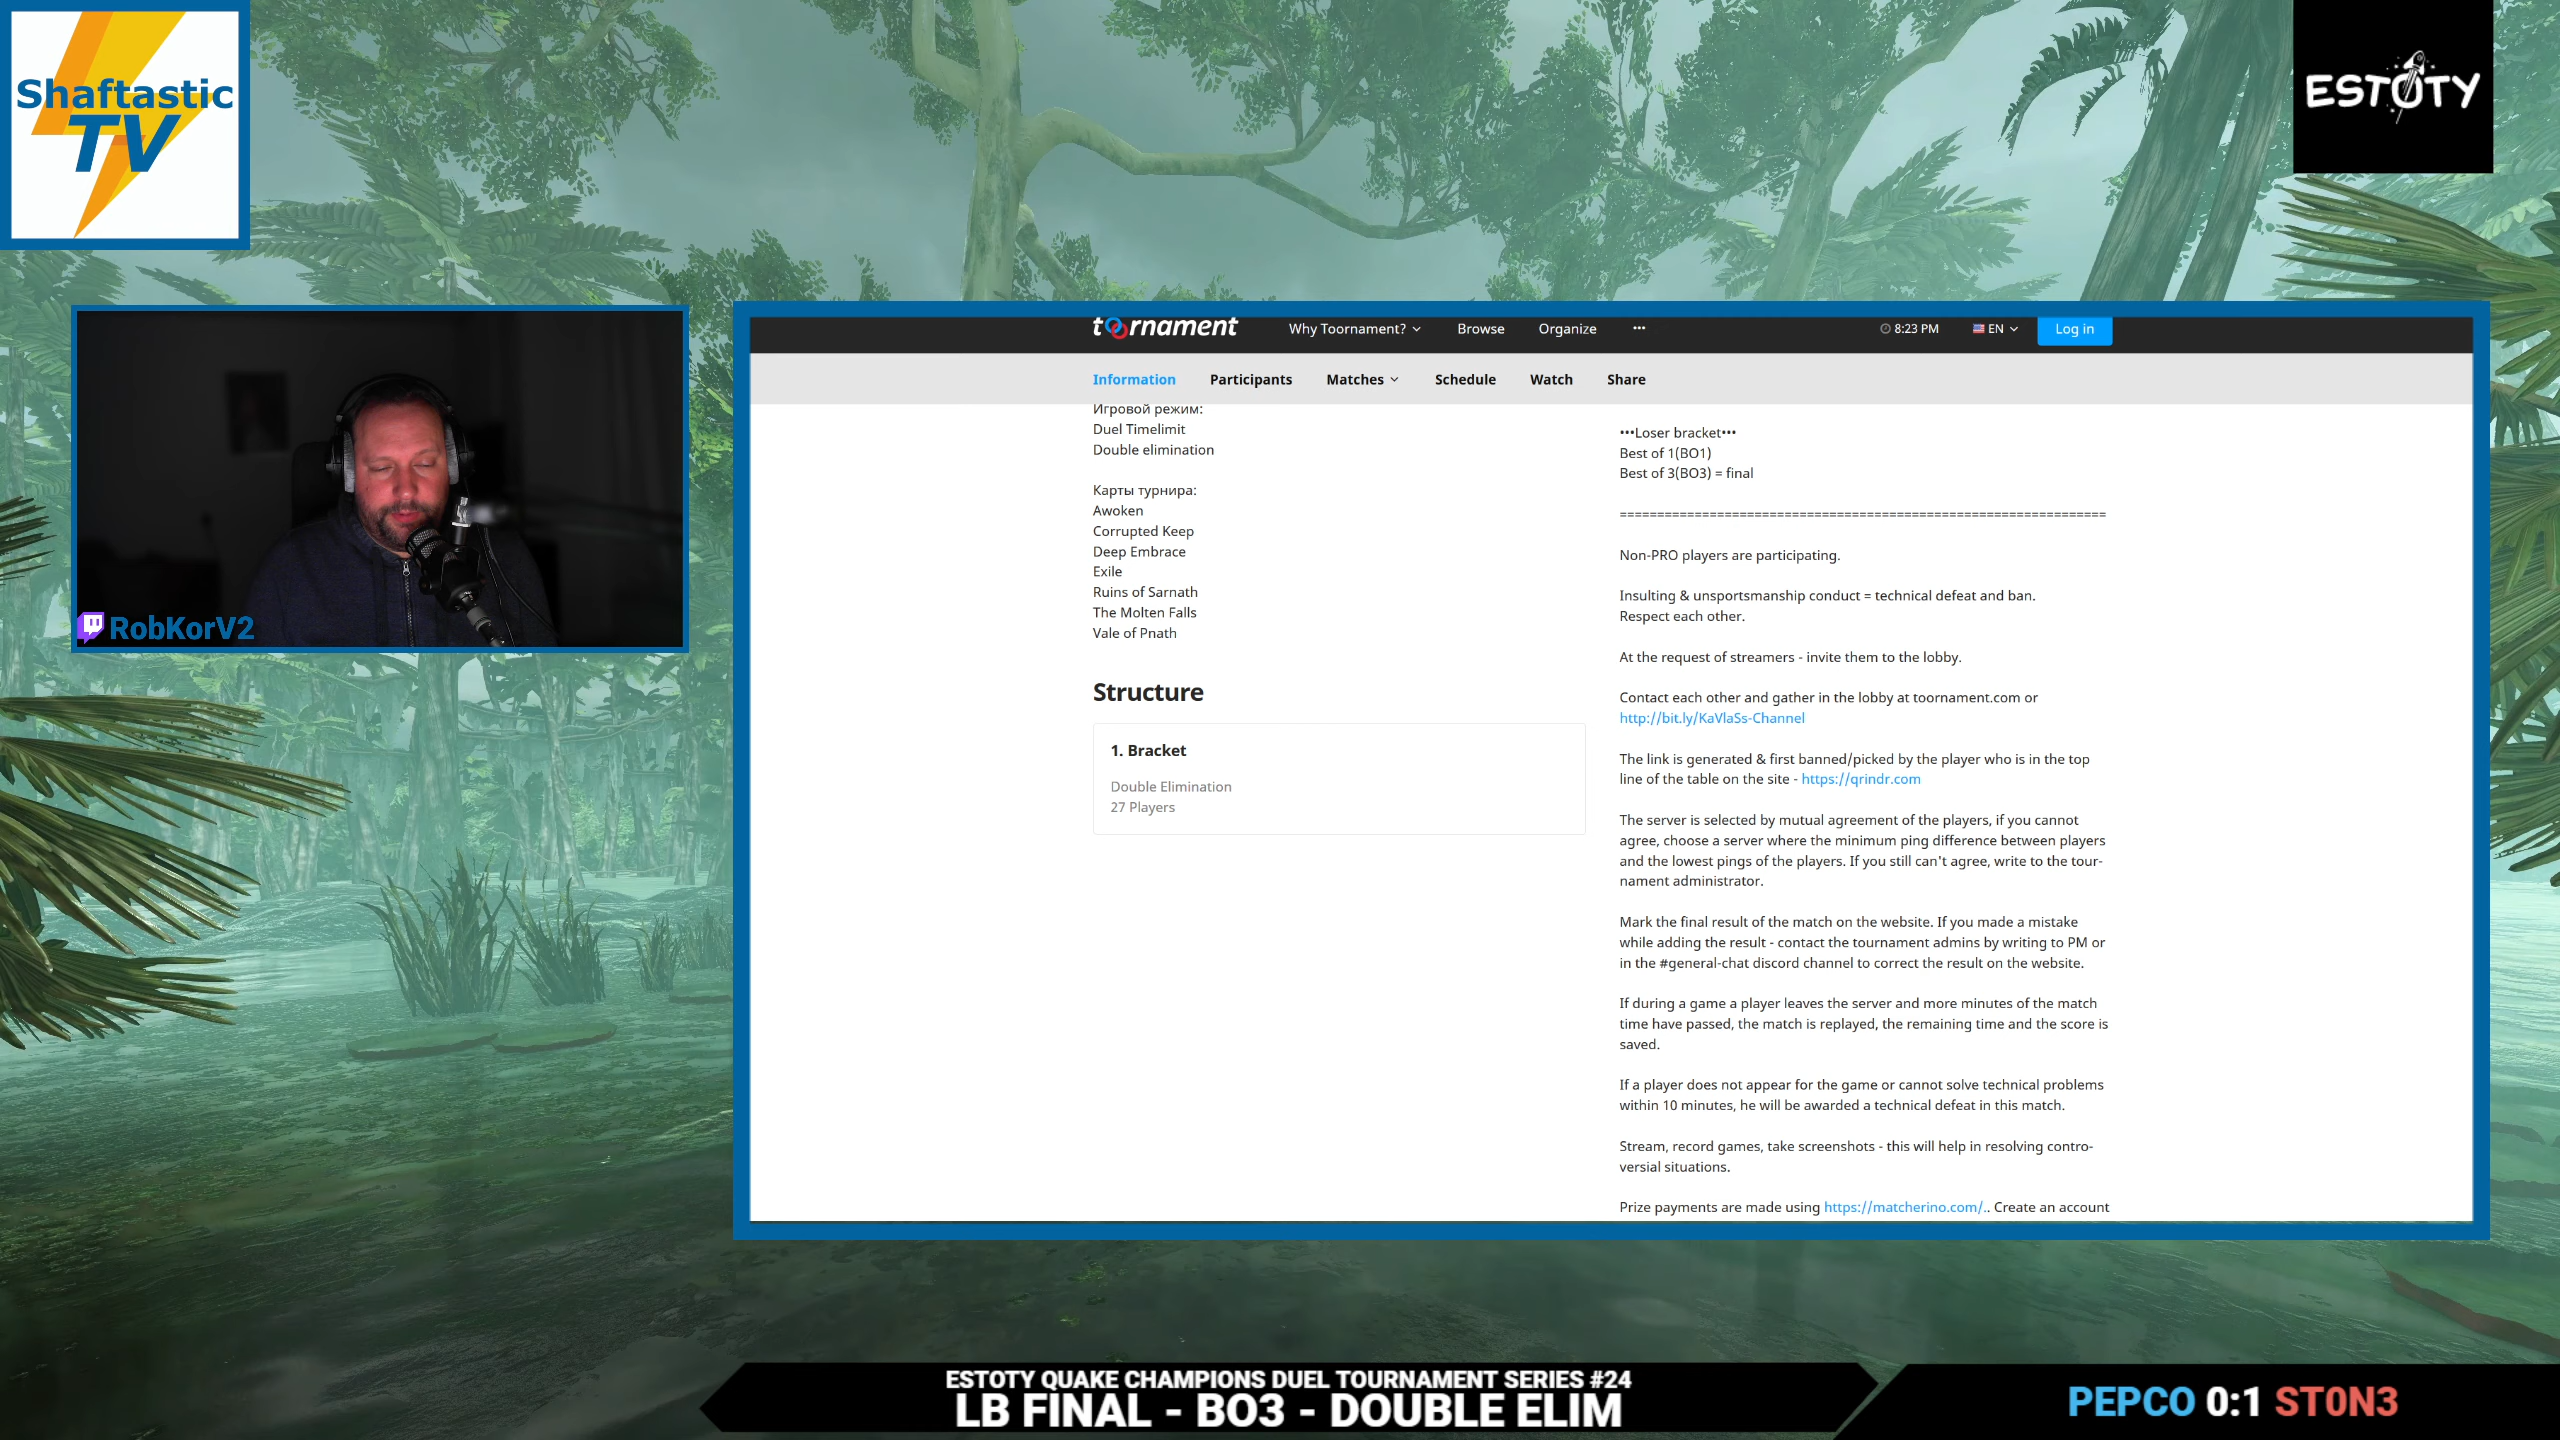 Shaftastic
TV
ESTOTY
RobKorV2
toornament
Why Toornament?
Browse
Organize
•••
8:23 PM
EN
Log in
Information
Participants
Matches
Schedule
Watch
Share
Игровой режим:
Duel Timelimit
Double elimination
Карты турнира:
Awoken
Corrupted Keep
Deep Embrace
Exile
Ruins of Sarnath
The Molten Falls
Vale of Pnath
Structure
1. Bracket
Double Elimination
27 Players
•••Loser bracket•••
Best of 1(BO1)
Best of 3(BO3) = final
=================================================================
Non-PRO players are participating.
Insulting & unsportsmanship conduct = technical defeat and ban.
Respect each other.
At the request of streamers - invite them to the lobby.
Contact each other and gather in the lobby at toornament.com or
http://bit.ly/KaVlaSs-Channel
The link is generated & first banned/picked by the player who is in the top
line of the table on the site - https://qrindr.com
The server is selected by mutual agreement of the players, if you cannot
agree, choose a server where the minimum ping difference between players
and the lowest pings of the players. If you still can't agree, write to the tour-
nament administrator.
Mark the final result of the match on the website. If you made a mistake
while adding the result - contact the tournament admins by writing to PM or
in the #general-chat discord channel to correct the result on the website.
If during a game a player leaves the server and more minutes of the match
time have passed, the match is replayed, the remaining time and the score is
saved.
If a player does not appear for the game or cannot solve technical problems
within 10 minutes, he will be awarded a technical defeat in this match.
Stream, record games, take screenshots - this will help in resolving contro-
versial situations.
Prize payments are made using https://matcherino.com/.. Create an account
ESTOTY QUAKE CHAMPIONS DUEL TOURNAMENT SERIES #24
LB FINAL - BO3 - DOUBLE ELIM
PEPCO 0:1 ST0N3